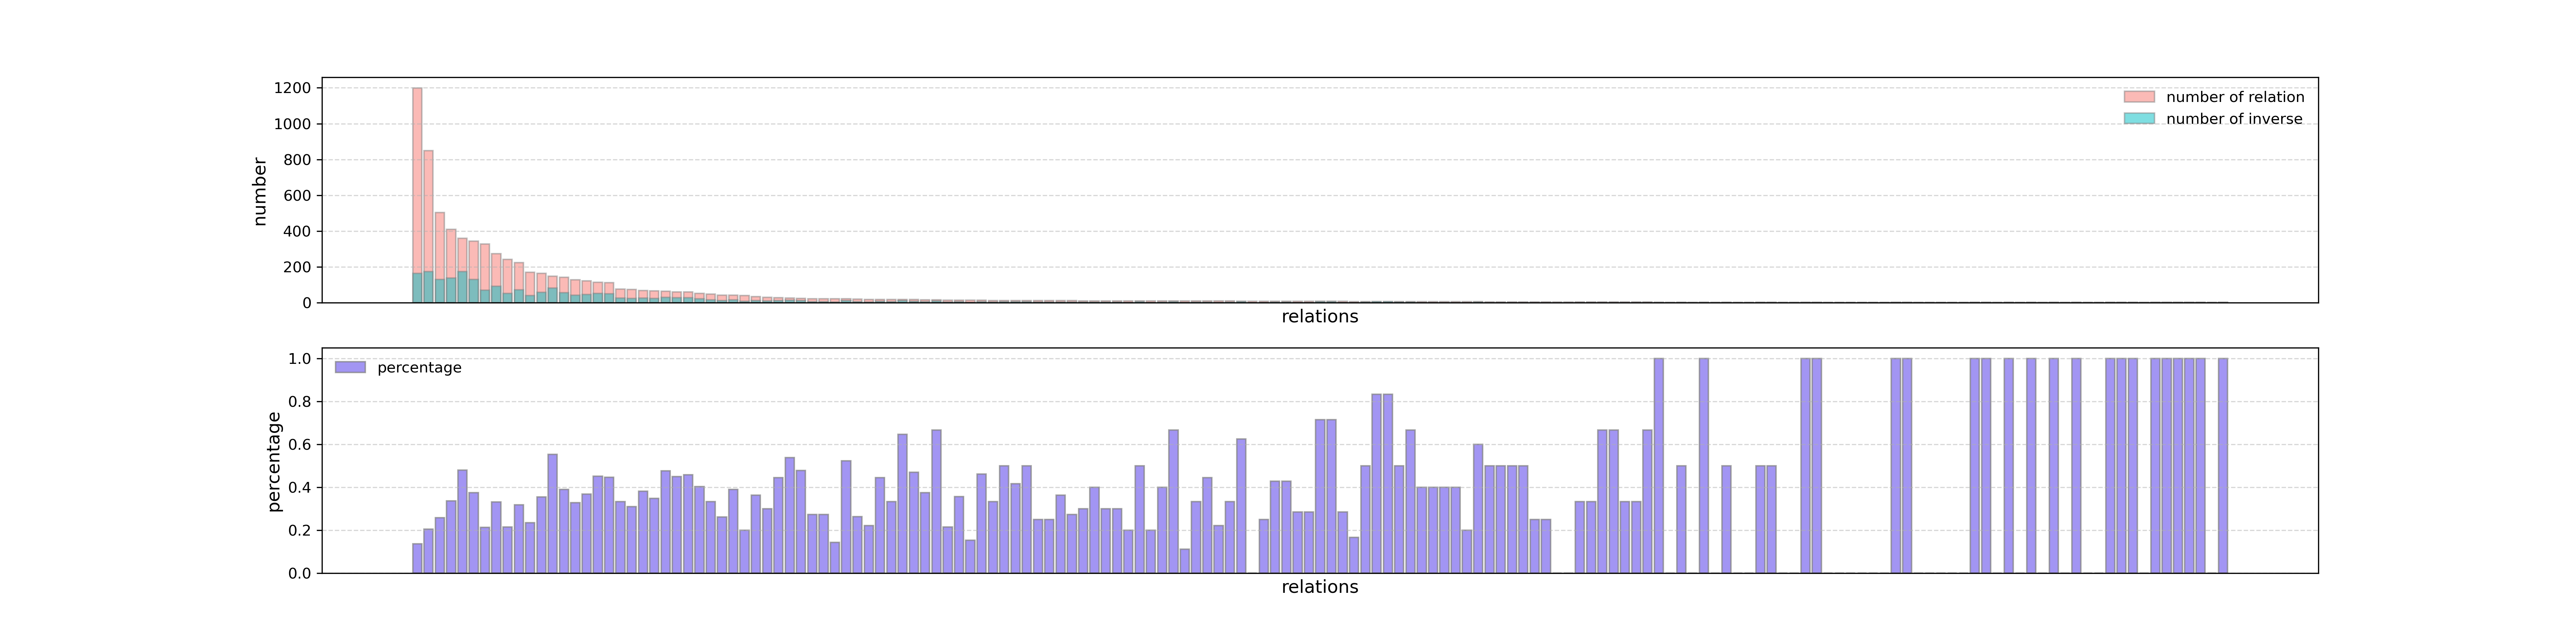 1200
1000
800
600
400
200
0
number
number of relation
number of inverse
relations
1.0
0.8
0.6
0.4
0.2
0.0
percentage
percentage
relations